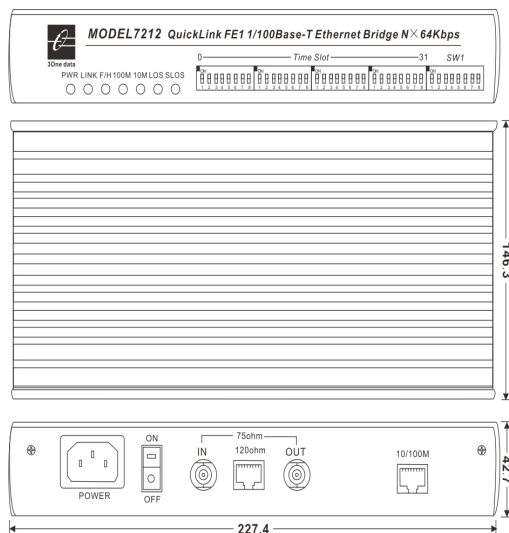 MODEL7212 QuickLink FE1 1/100Base-T Ethernet Bridge N×64Kbps
3One data
0 Time Slot 31 SW1
PWR LINK F/H 100M 10M LOS SLOS
ON ON ON ON ON
1 2 3 4 5 6 7 8 1 2 3 4 5 6 7 8 1 2 3 4 5 6 7 8 1 2 3 4 5 6 7 8 1 2 3 4 5 6 7 8
146.3
ON
75ohm
IN 120ohm OUT
10/100M
POWER
OFF
42.7
227.4